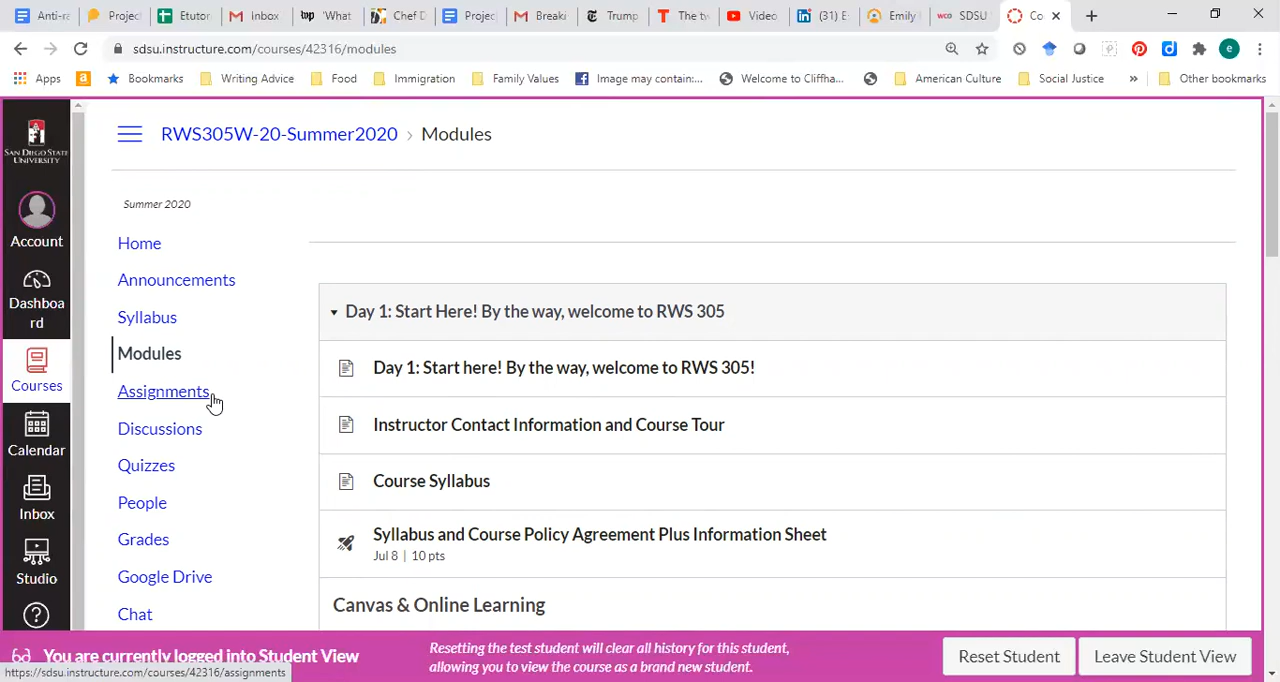 Project
Etutor
Inbox
'What
Chef D
Projec
Breaki
Trump
The tw
Video
(31) E
Emily
SDSU
Co
sdsu.instructure.com/courses/42316/modules
Apps
Bookmarks
Writing Advice
Food
Immigration
Family Values
Image may contain:...
Welcome to Cliffha...
American Culture
Social Justice
»
Other bookmarks
SAN DIEGO STATE
UNIVERSITY
Account
Dashboa
rd
Courses
Calendar
Inbox
Studio
RWS305W-20-Summer2020 › Modules
Summer 2020
Home
Announcements
Syllabus
Modules
Assignments
Discussions
Quizzes
People
Grades
Google Drive
Chat
Day 1: Start Here! By the way, welcome to RWS 305
Day 1: Start here! By the way, welcome to RWS 305!
Instructor Contact Information and Course Tour
Course Syllabus
Syllabus and Course Policy Agreement Plus Information Sheet
Jul 8 | 10 pts
Canvas & Online Learning
You are currently logged into Student View
Resetting the test student will clear all history for this student,
allowing you to view the course as a brand new student.
Reset Student
Leave Student View
https://sdsu.instructure.com/courses/42316/assignments